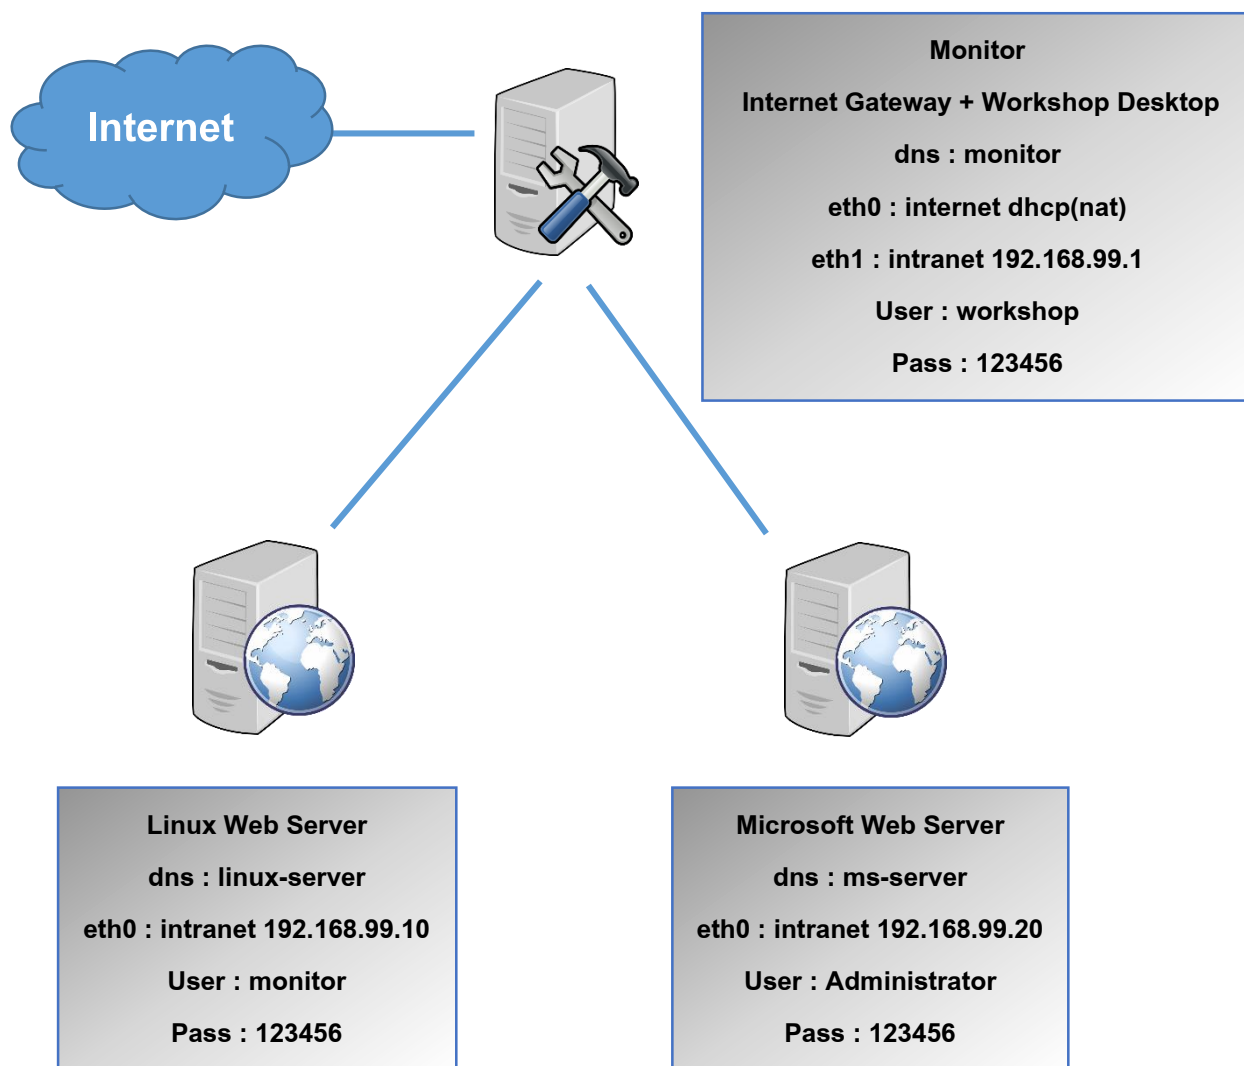 Internet
Monitor
Internet Gateway + Workshop Desktop
dns : monitor
eth0 : internet dhcp(nat)
eth1 : intranet 192.168.99.1
User : workshop
Pass : 123456
Linux Web Server
dns : linux-server
eth0 : intranet 192.168.99.10
User : monitor
Pass : 123456
Microsoft Web Server
dns : ms-server
eth0 : intranet 192.168.99.20
User : Administrator
Pass : 123456